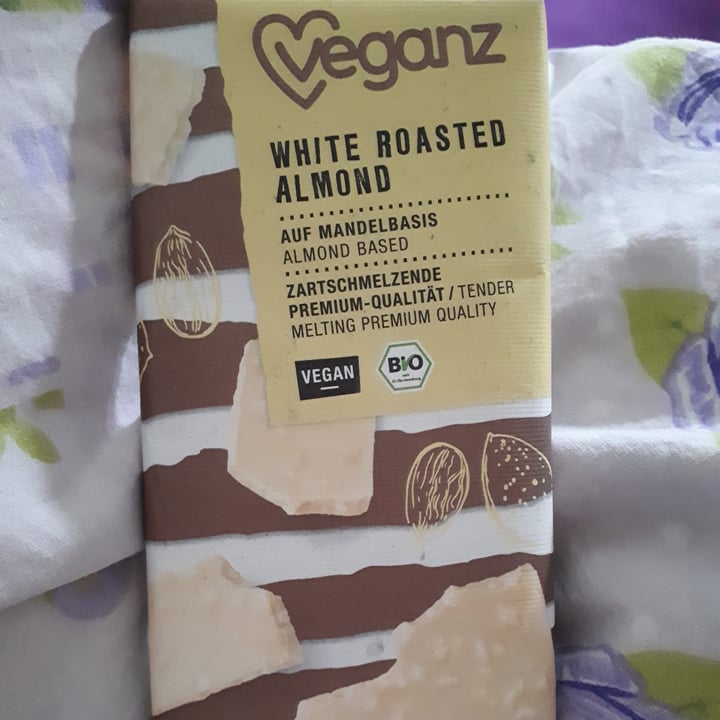 Veganz
WHITE ROASTED
ALMOND
AUF MANDELBASIS
ALMOND BASED
ZARTSCHMELZENDE
PREMIUM-QUALITÄT / TENDER
MELTING PREMIUM QUALITY
VEGAN
BIO